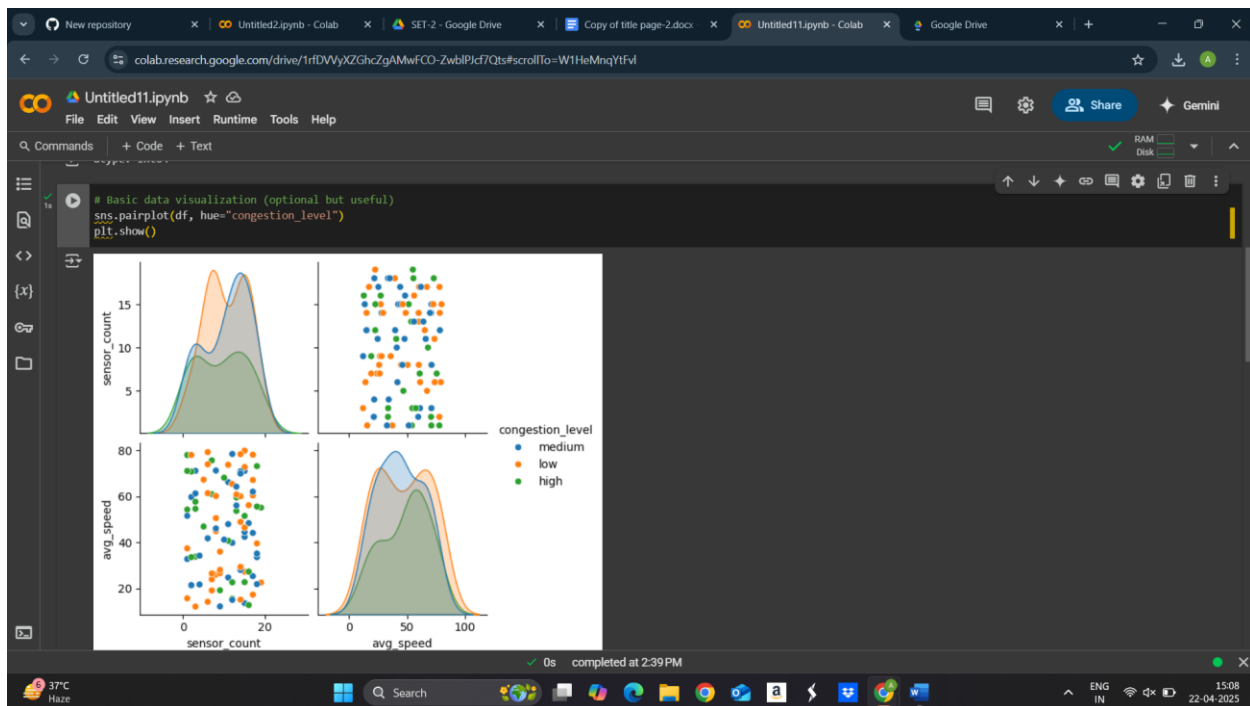 New repository
Untitled2.ipynb - Colab
SET-2 - Google Drive
Copy of title page-2.docx
Untitled11.ipynb - Colab
Google Drive
colab.research.google.com/drive/1rfDVVyXZGhcZgAMwFCO-ZwblPJcf7Qts#scrollTo=W1HeMnqYtFvl
A
Untitled11.ipynb
Share
Gemini
File Edit View Insert Runtime Tools Help
Commands + Code + Text
RAM
Disk
1s
# Basic data visualization (optional but useful)
sns.pairplot(df, hue="congestion_level")
plt.show()
{x}
sensor_count
15
10
5
congestion_level
medium
low
high
avg_speed
80
60
40
20
0 20
sensor_count
0 50 100
avg_speed
0s completed at 2:39 PM
6
37°C
Haze
Search
ENG
IN
15:08
22-04-2025